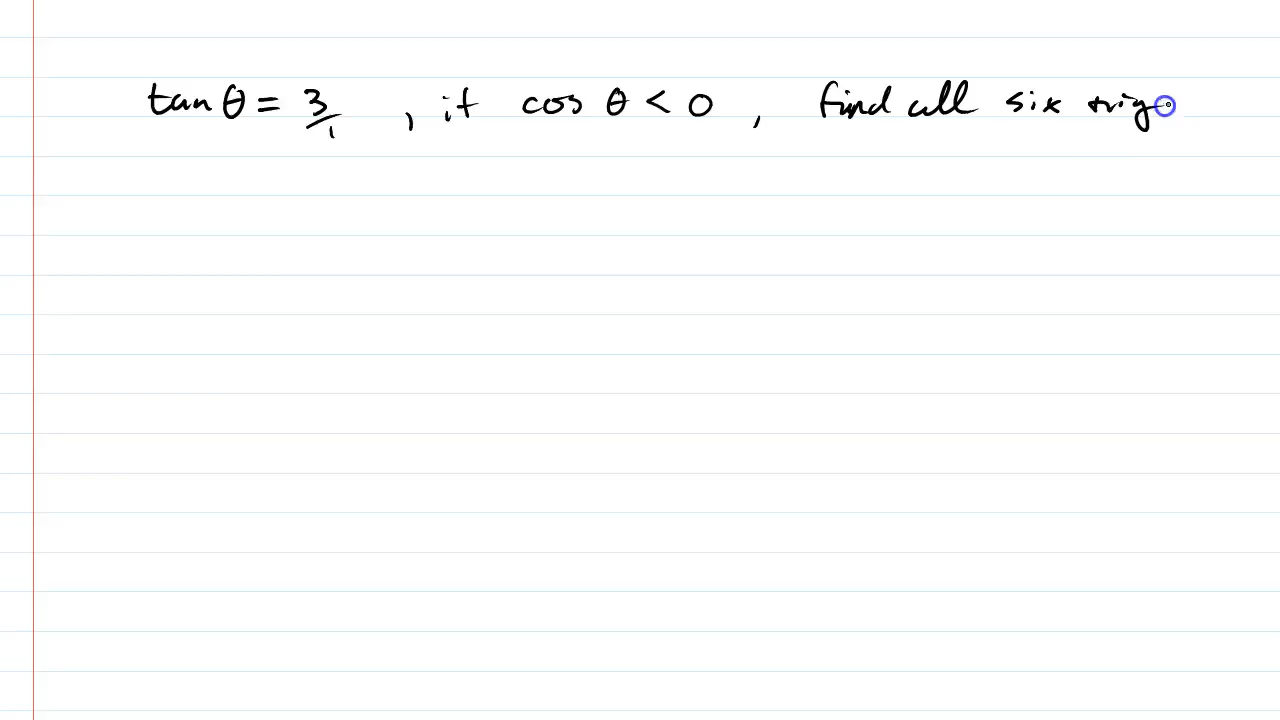 tan θ = 3/1 , if cos θ < 0 , find all six trig